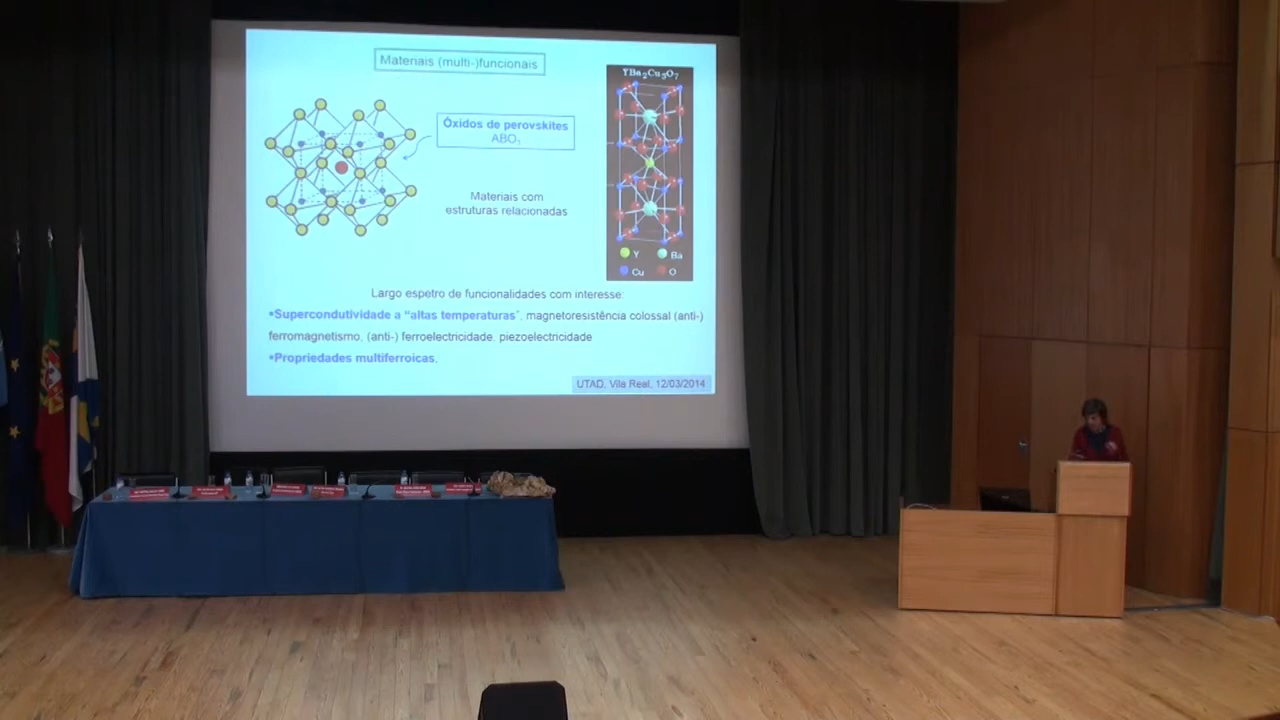 Materiais (multi-)funcionais
YBa2Cu3O7
Óxidos de perovskites
ABO3
Materiais com
estruturas relacionadas
Y
Ba
Cu
O
Largo espetro de funcionalidades com interesse:
▪Supercondutividade a “altas temperaturas”, magnetoresistência colossal (anti-)
ferromagnetismo, (anti-) ferroelectricidade, piezoelectricidade
▪Propriedades multiferroicas.
UTAD, Vila Real, 12/03/2014